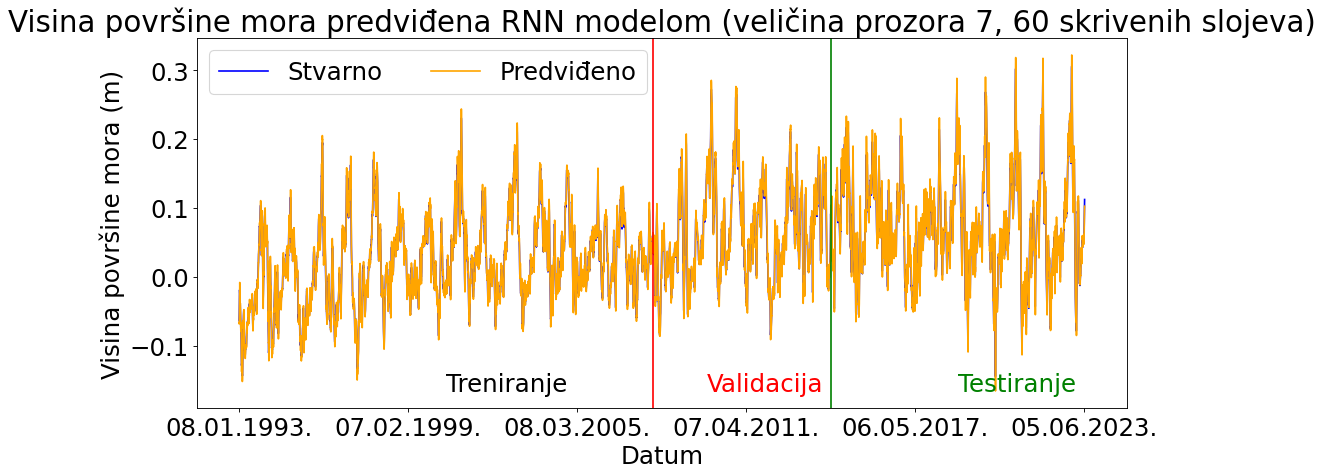 Visina površine mora predviđena RNN modelom (veličina prozora 7, 60 skrivenih slojeva)
Stvarno
Predviđeno
Visina površine mora (m)
0.3
0.2
0.1
0.0
−0.1
Treniranje
Validacija
Testiranje
08.01.1993.
07.02.1999.
08.03.2005.
07.04.2011.
06.05.2017.
05.06.2023.
Datum